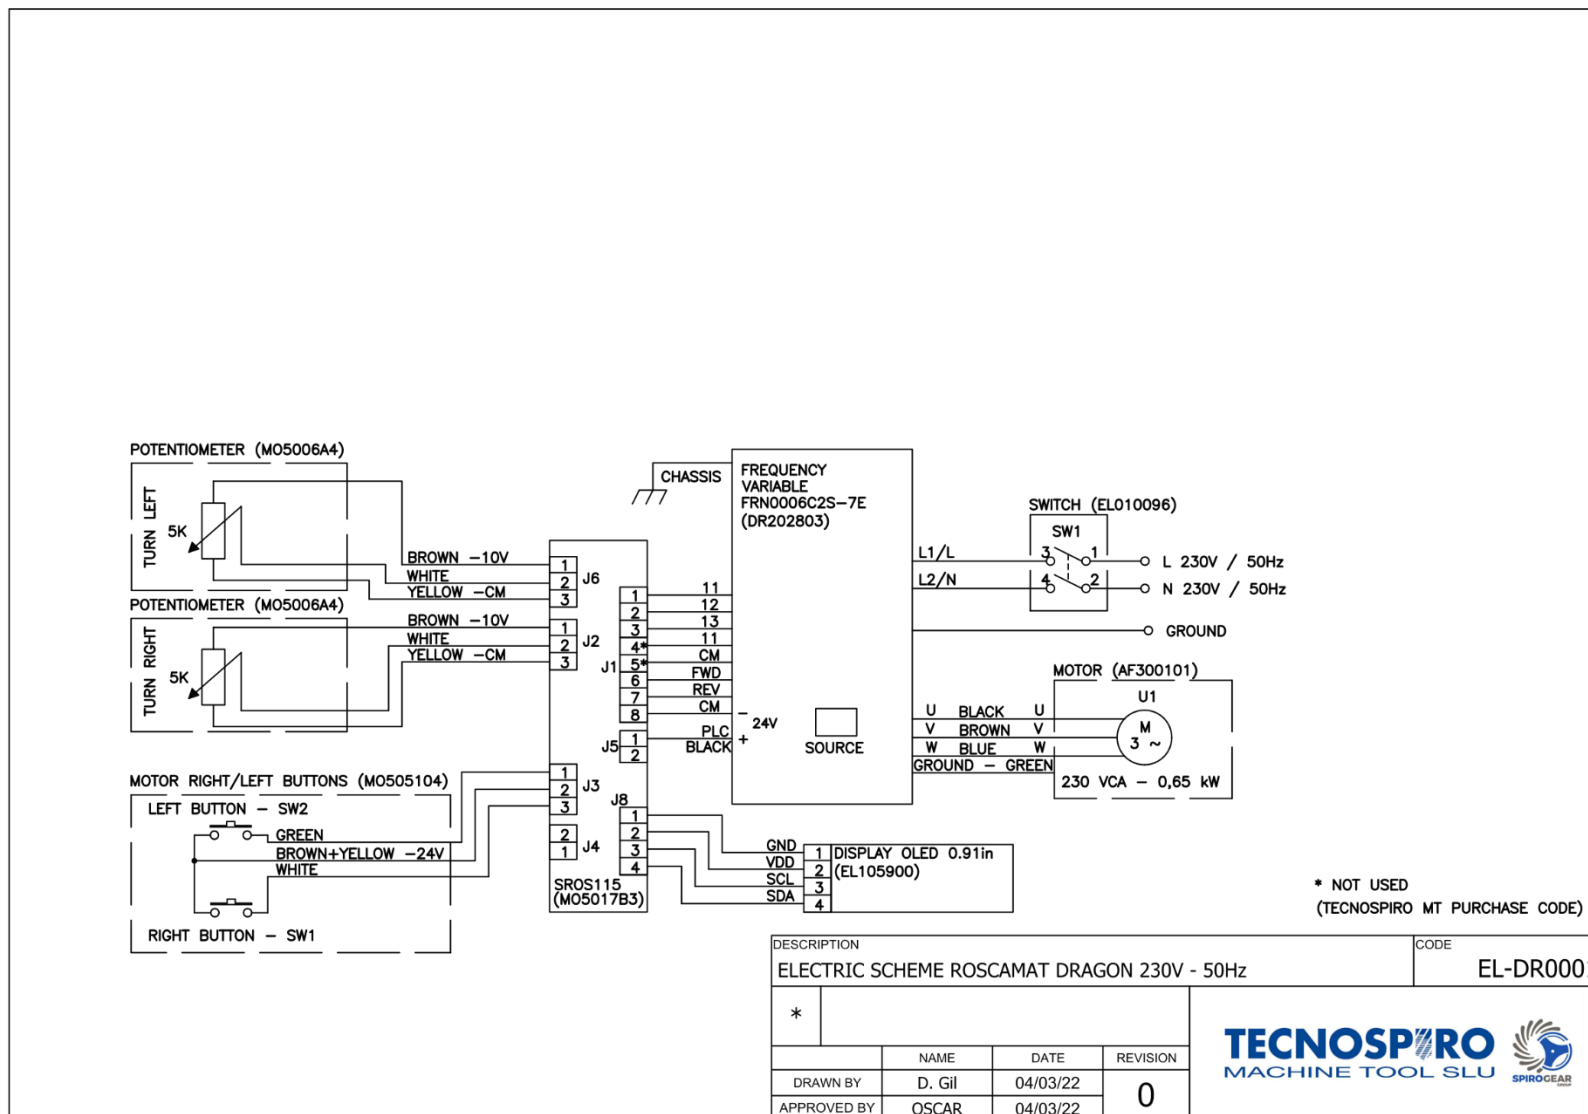 POTENTIOMETER (MO5006A4)
TURN LEFT
5K
BROWN -10V
WHITE
YELLOW -CM
1
2
3
J6
POTENTIOMETER (MO5006A4)
TURN RIGHT
5K
BROWN -10V
WHITE
YELLOW -CM
1
2
3
J2
MOTOR RIGHT/LEFT BUTTONS (MO505104)
LEFT BUTTON - SW2
GREEN
BROWN+YELLOW -24V
WHITE
RIGHT BUTTON - SW1
1
2
3
J3
2
1
J4
SROS115
(MO5017B3)
J1
1
2
3
4*
5*
6
7
8
11
12
13
11
CM
FWD
REV
CM
J5
1
2
PLC
BLACK
-
24V
+
J8
1
2
3
4
GND
VDD
SCL
SDA
1
2
3
4
DISPLAY OLED 0.91in
(EL105900)
CHASSIS
FREQUENCY
VARIABLE
FRN0006C2S-7E
(DR202803)
SOURCE
L1/L
L2/N
SWITCH (EL010096)
SW1
3
1
4
2
L 230V / 50Hz
N 230V / 50Hz
GROUND
MOTOR (AF300101)
U1
U BLACK U
V BROWN V
W BLUE W
GROUND - GREEN
M
3 ~
230 VCA - 0,65 kW
* NOT USED
(TECNOSPIRO MT PURCHASE CODE)
DESCRIPTION
ELECTRIC SCHEME ROSCAMAT DRAGON 230V - 50Hz
CODE
EL-DR000
*
NAME DATE REVISION
DRAWN BY D. Gil 04/03/22
0
APPROVED BY OSCAR 04/03/22
TECNOSPIRO
MACHINE TOOL SLU
SPIROGEAR
GROUP